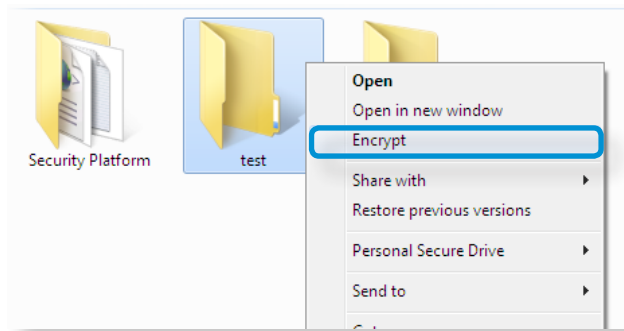 Security Platform
test
Open
Open in new window
Encrypt
Share with
Restore previous versions
Personal Secure Drive
Send to